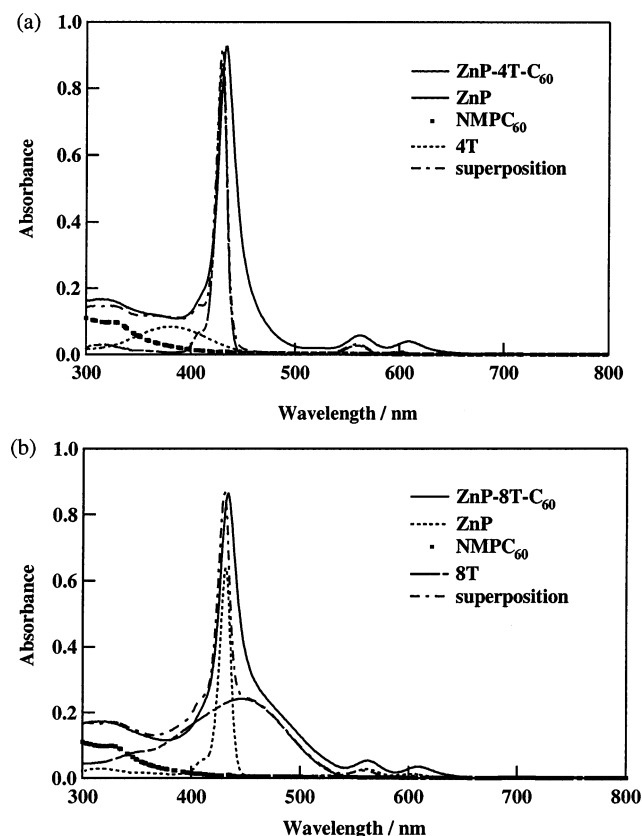 (a)
1.0
0.8
0.6
0.4
0.2
0.0
Absorbance
ZnP-4T-C60
ZnP
NMPC60
4T
superposition
300 400 500 600 700 800
Wavelength / nm
(b)
1.0
0.8
0.6
0.4
0.2
0.0
Absorbance
ZnP-8T-C60
ZnP
NMPC60
8T
superposition
300 400 500 600 700 800
Wavelength / nm